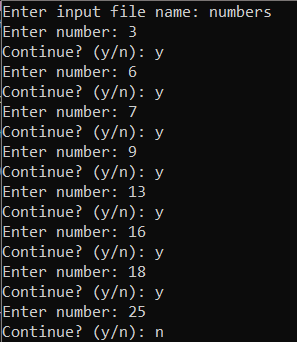 Enter input file name: numbers
Enter number: 3
Continue? (y/n): y
Enter number: 6
Continue? (y/n): y
Enter number: 7
Continue? (y/n): y
Enter number: 9
Continue? (y/n): y
Enter number: 13
Continue? (y/n): y
Enter number: 16
Continue? (y/n): y
Enter number: 18
Continue? (y/n): y
Enter number: 25
Continue? (y/n): n